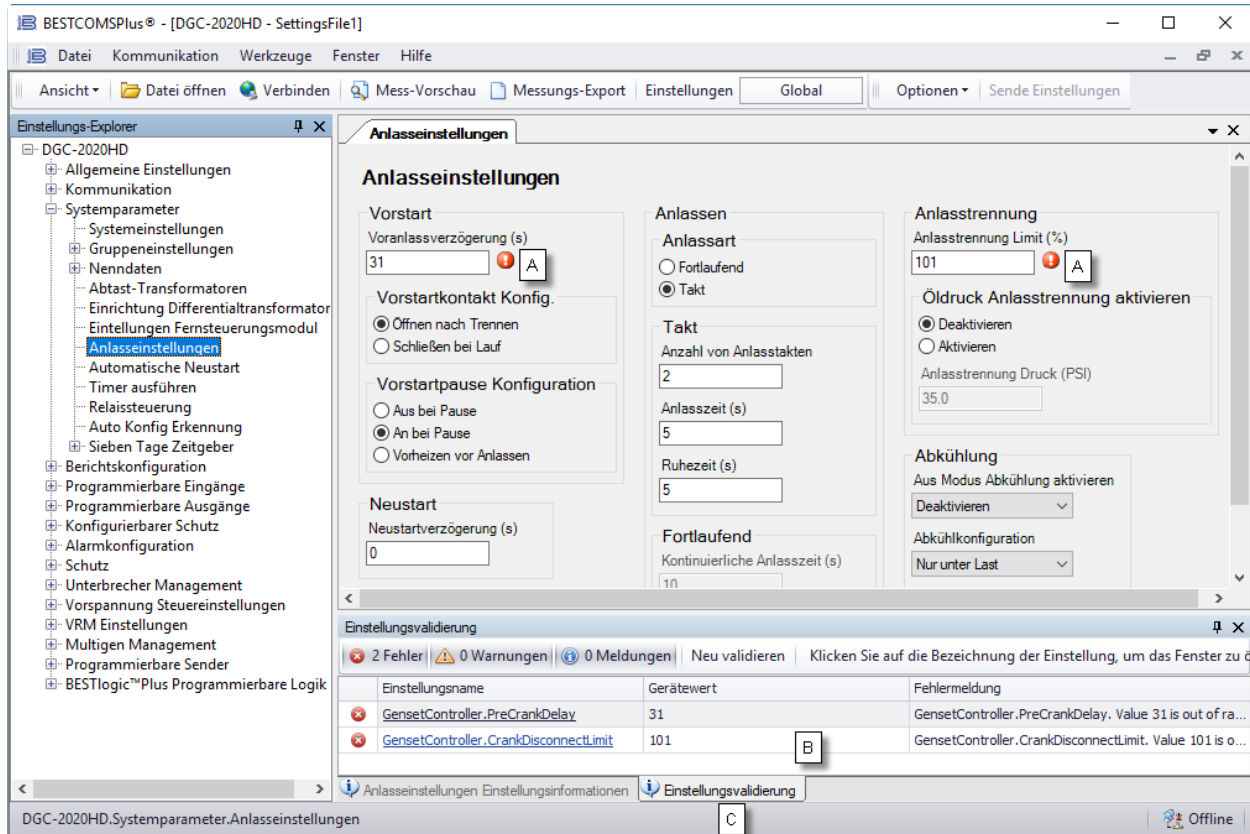 BESTCOMSPlus® - [DGC-2020HD - SettingsFile1]
Datei Kommunikation Werkzeuge Fenster Hilfe
Ansicht Datei öffnen Verbinden Mess-Vorschau Messungs-Export Einstellungen Global Optionen Sende Einstellungen
Einstellungs-Explorer
DGC-2020HD
Allgemeine Einstellungen
Kommunikation
Systemparameter
Systemeinstellungen
Gruppeneinstellungen
Nenndaten
Abtast-Transformatoren
Einrichtung Differentialtransformator
Eintellungen Fernsteuerungsmodul
Anlasseinstellungen
Automatische Neustart
Timer ausführen
Relaissteuerung
Auto Konfig Erkennung
Sieben Tage Zeitgeber
Berichtskonfiguration
Programmierbare Eingänge
Programmierbare Ausgänge
Konfigurierbarer Schutz
Alarmkonfiguration
Schutz
Unterbrecher Management
Vorspannung Steuereinstellungen
VRM Einstellungen
Multigen Management
Programmierbare Sender
BESTlogic™Plus Programmierbare Logik
Anlasseinstellungen
Anlasseinstellungen
Vorstart
Voranlassverzögerung (s)
31
A
Vorstartkontakt Konfig.
Öffnen nach Trennen
Schließen bei Lauf
Vorstartpause Konfiguration
Aus bei Pause
An bei Pause
Vorheizen vor Anlassen
Neustart
Neustartverzögerung (s)
0
Anlassen
Anlassart
Fortlaufend
Takt
Takt
Anzahl von Anlasstakten
2
Anlasszeit (s)
5
Ruhezeit (s)
5
Fortlaufend
Kontinuierliche Anlasszeit (s)
10
Anlasstrennung
Anlasstrennung Limit (%)
101
A
Öldruck Anlasstrennung aktivieren
Deaktivieren
Aktivieren
Anlasstrennung Druck (PSI)
35.0
Abkühlung
Aus Modus Abkühlung aktivieren
Deaktivieren
Abkühlkonfiguration
Nur unter Last
Einstellungsvalidierung
2 Fehler 0 Warnungen 0 Meldungen Neu validieren Klicken Sie auf die Bezeichnung der Einstellung, um das Fenster zu ö
Einstellungsname Gerätewert Fehlermeldung
GensetController.PreCrankDelay 31 GensetController.PreCrankDelay. Value 31 is out of ra...
GensetController.CrankDisconnectLimit 101 GensetController.CrankDisconnectLimit. Value 101 is o...
B
Anlasseinstellungen Einstellungsinformationen Einstellungsvalidierung
DGC-2020HD.Systemparameter.Anlasseinstellungen C Offline